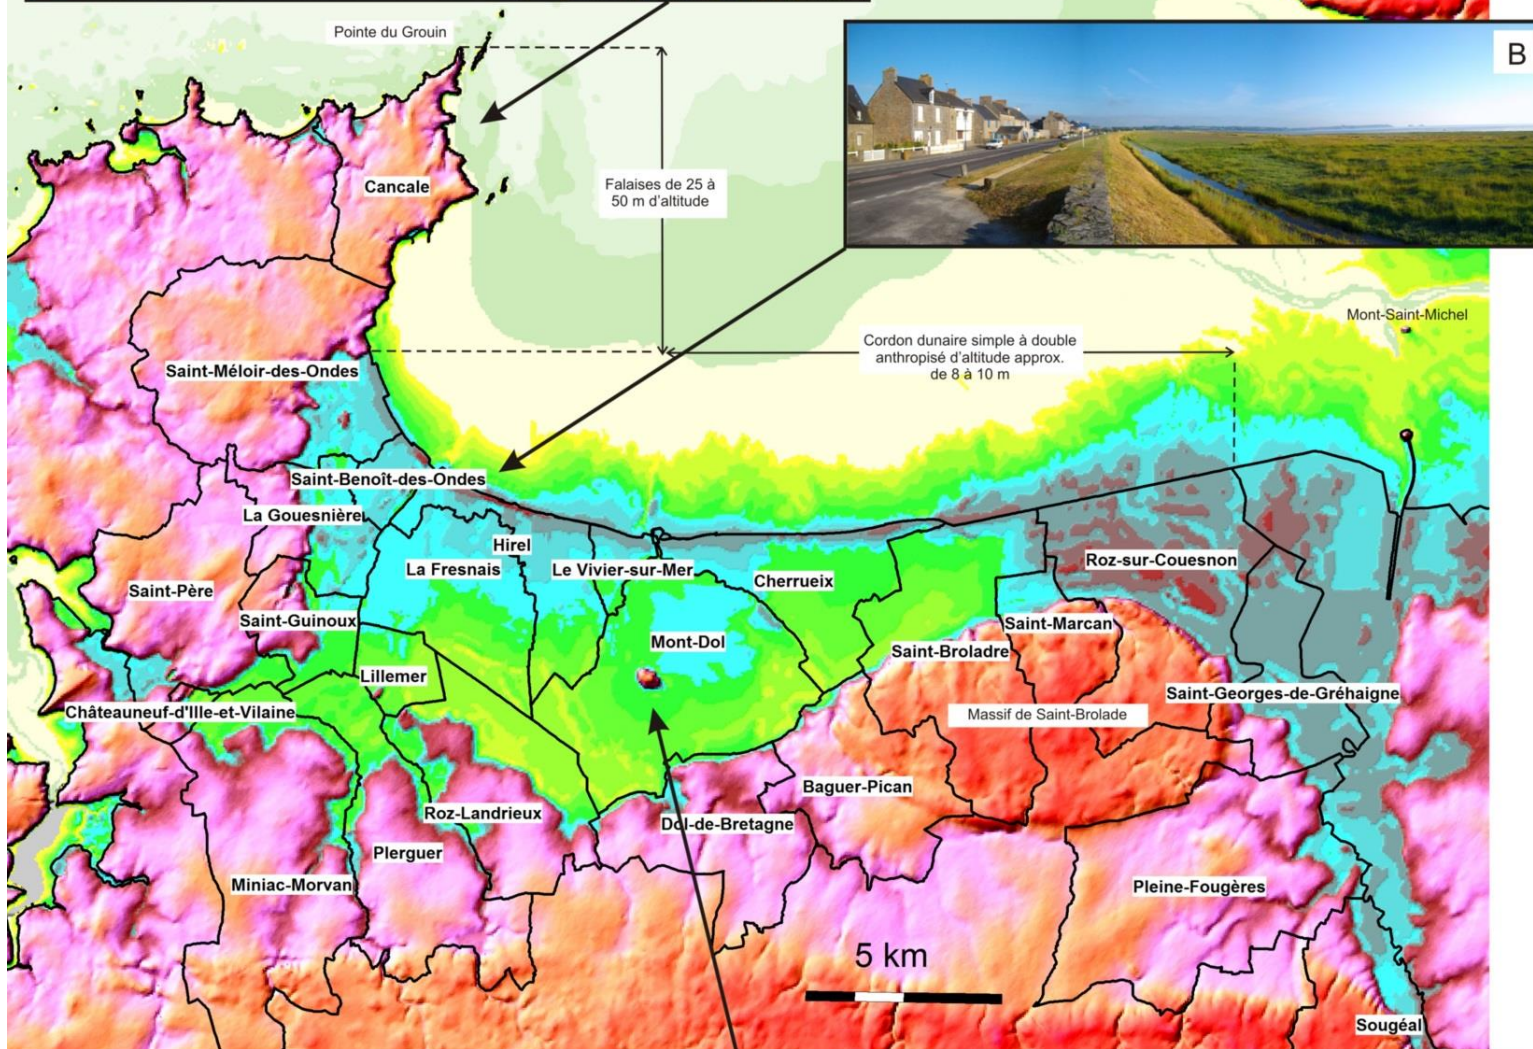 Pointe du Grouin
B
Cancale
Falaises de 25 à
50 m d'altitude
Mont-Saint-Michel
Cordon dunaire simple à double
anthropisé d'altitude approx.
de 8 à 10 m
Saint-Méloir-des-Ondes
Saint-Benoît-des-Ondes
La Gouesnière
Hirel
La Fresnais
Le Vivier-sur-Mer
Cherrueix
Roz-sur-Couesnon
Saint-Père
Saint-Guinoux
Saint-Marcan
Mont-Dol
Saint-Broladre
Lillemer
Saint-Georges-de-Gréhaigne
Châteauneuf-d'Ille-et-Vilaine
Massif de Saint-Brolade
Baguer-Pican
Roz-Landrieux
Dol-de-Bretagne
Plerguer
Miniac-Morvan
Pleine-Fougères
5 km
Sougéal